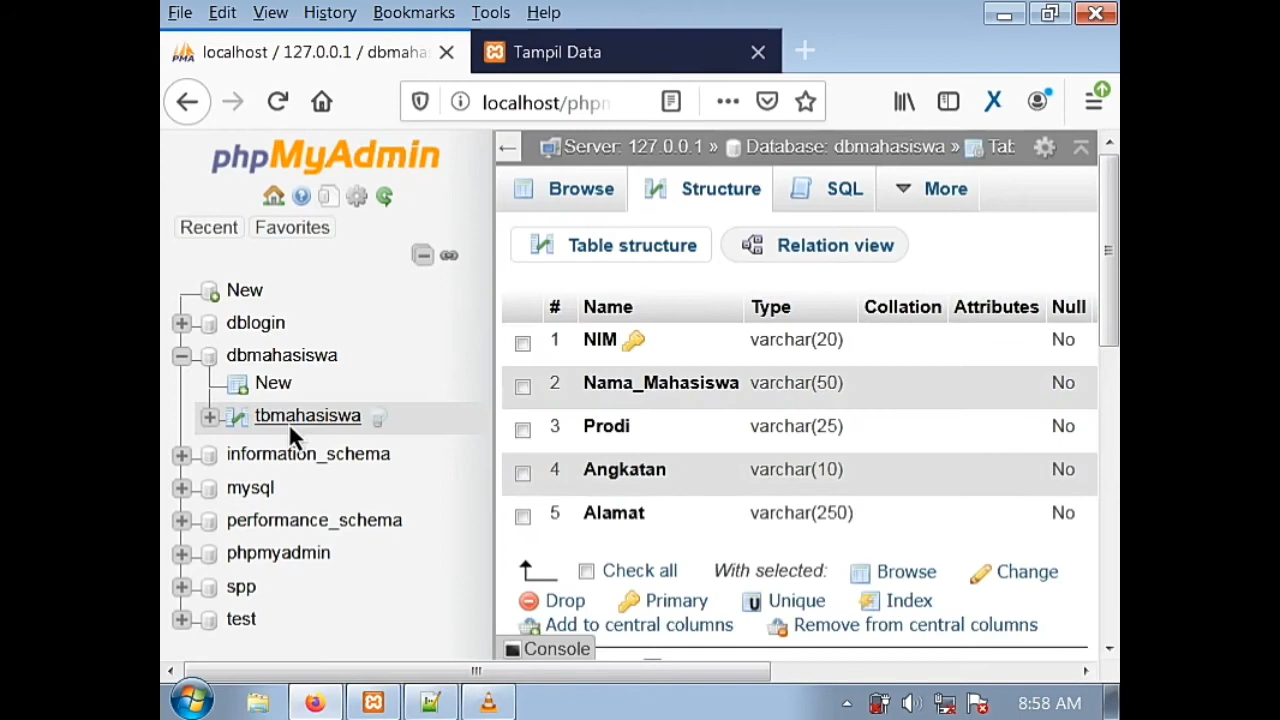 File Edit View History Bookmarks Tools Help
PMA localhost / 127.0.0.1 / dbmaha
Tampil Data
localhost/phpm
phpMyAdmin
Recent Favorites
New
dblogin
dbmahasiswa
New
tbmahasiswa
information_schema
mysql
performance_schema
phpmyadmin
spp
test
Server: 127.0.0.1 » Database: dbmahasiswa » Tab
Browse Structure SQL More
Table structure Relation view
# Name Type Collation Attributes Null
1 NIM varchar(20) No
2 Nama_Mahasiswa varchar(50) No
3 Prodi varchar(25) No
4 Angkatan varchar(10) No
5 Alamat varchar(250) No
Check all With selected: Browse Change
Drop Primary Unique Index
Add to central columns Remove from central columns
Console
8:58 AM